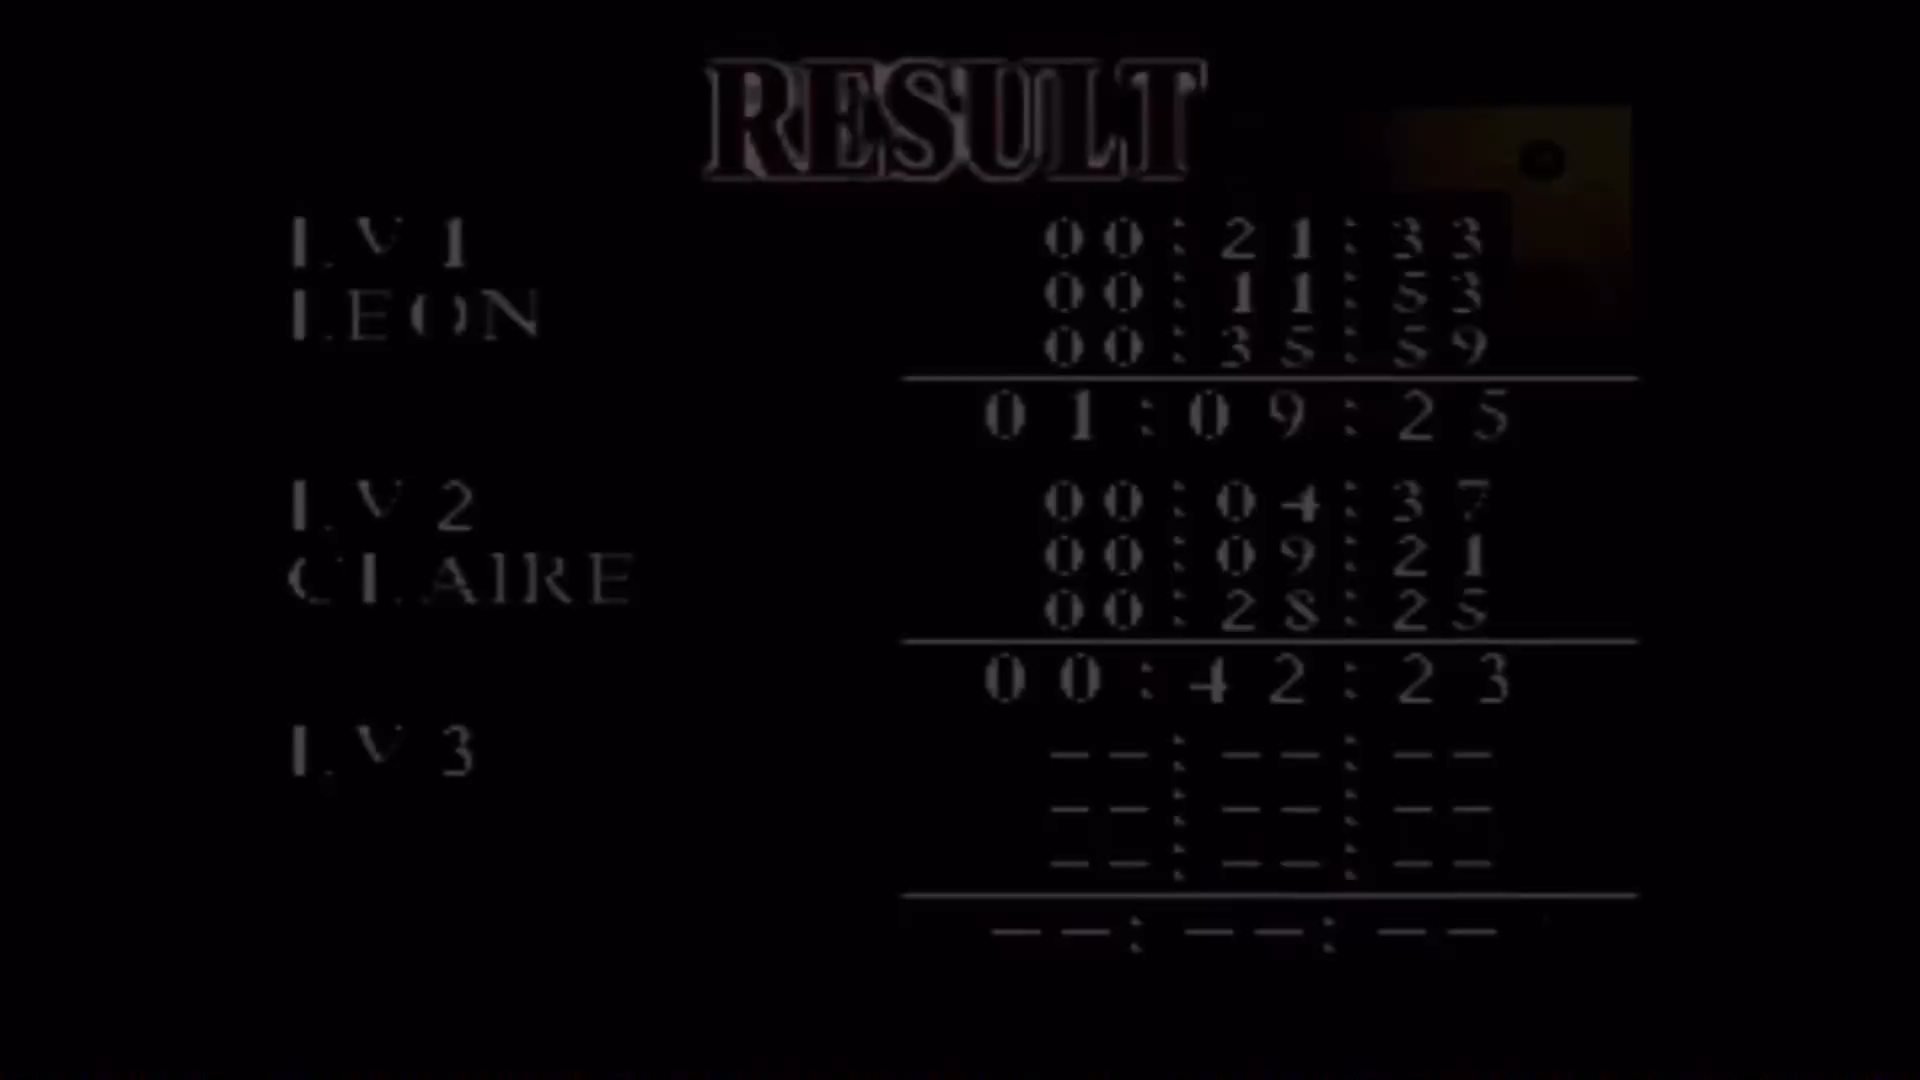 RESULT
LV1 00:21:33
LEON 00:11:53
00:35:59
01:09:25
LV2 00:04:37
CLAIRE 00:09:21
00:28:25
00:42:23
LV3 --:--:--
--:--:--
--:--:--
--:--:--